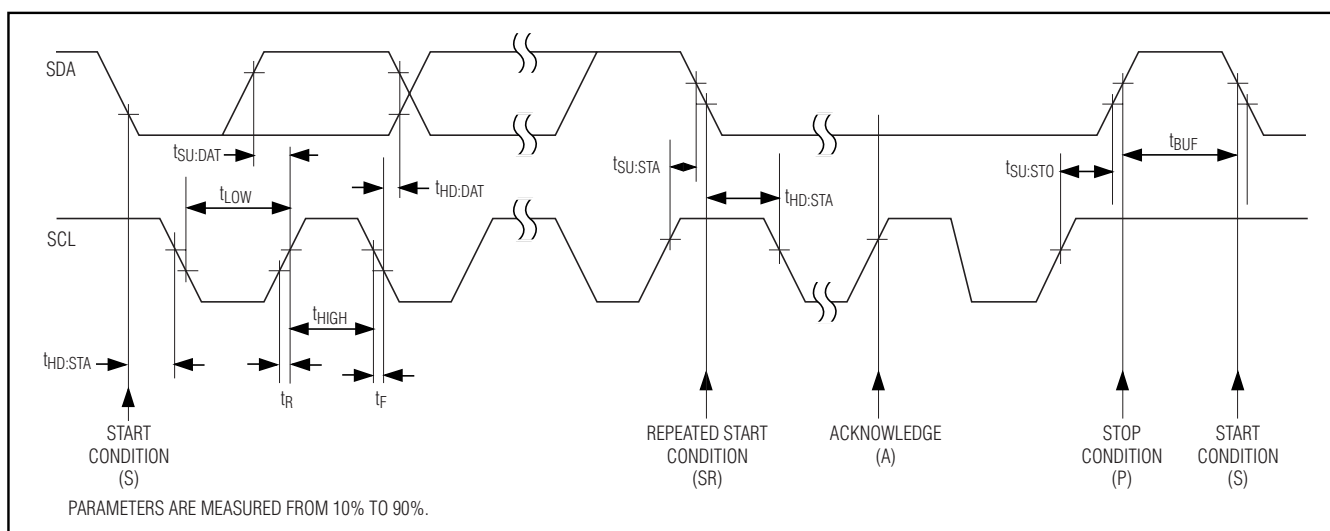 SDA
tSU:DAT
tLOW
tHD:DAT
tSU:STA
tHD:STA
tSU:STO
tBUF
SCL
tHIGH
tHD:STA
tR
tF
START
CONDITION
(S)
REPEATED START
CONDITION
(SR)
ACKNOWLEDGE
(A)
STOP
CONDITION
(P)
START
CONDITION
(S)
PARAMETERS ARE MEASURED FROM 10% TO 90%.